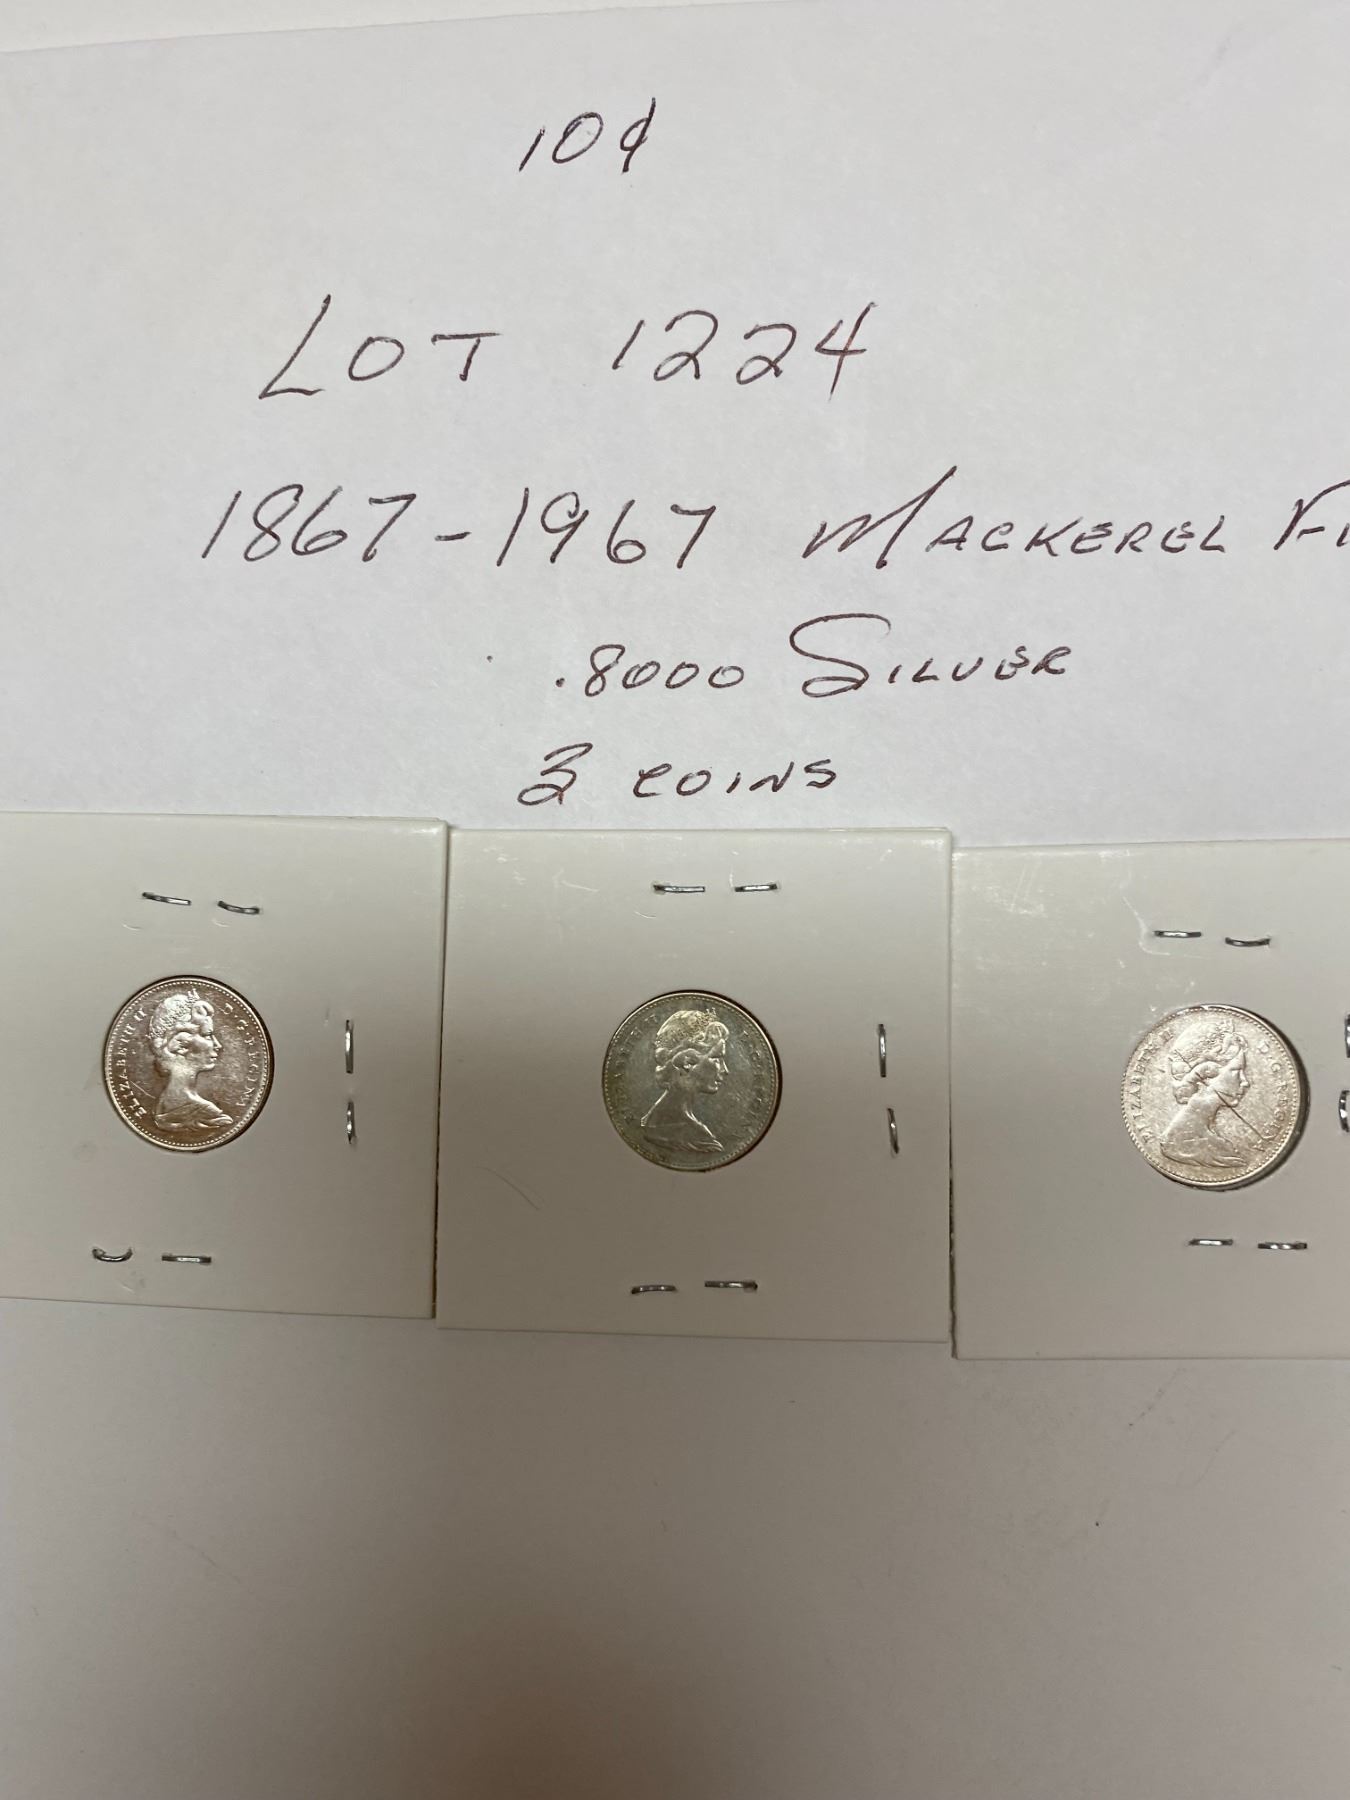 10¢
LOT 1224
1867-1967 MACKEREL FI
.8000 SILVER
3 COINS
ELIZABETH II D·G·REGINA
ELIZABETH II D·G·REGINA
ELIZABETH II D·G·REGINA